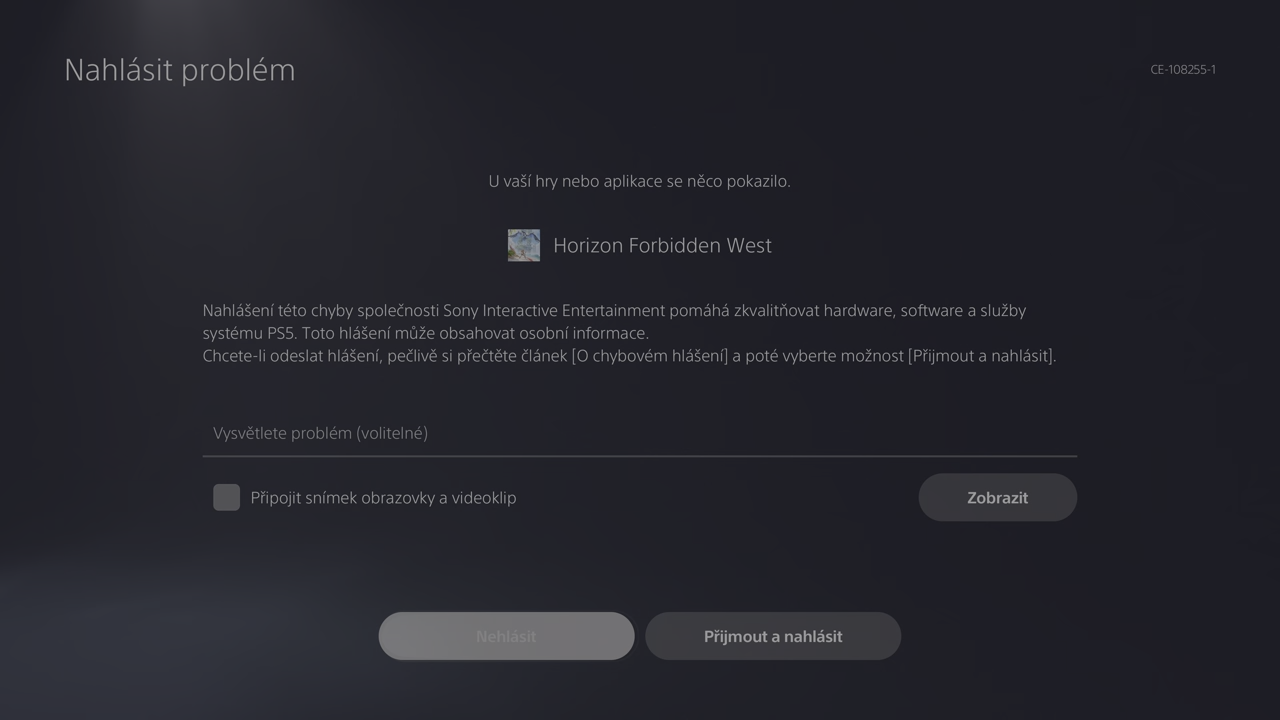 Nahlásit problém
CE-108255-1
U vaší hry nebo aplikace se něco pokazilo.
Horizon Forbidden West
Nahlášení této chyby společnosti Sony Interactive Entertainment pomáhá zkvalitňovat hardware, software a služby
systému PS5. Toto hlášení může obsahovat osobní informace.
Chcete-li odeslat hlášení, pečlivě si přečtěte článek [O chybovém hlášení] a poté vyberte možnost [Přijmout a nahlásit].
Vysvětlete problém (volitelné)
Připojit snímek obrazovky a videoklip
Zobrazit
Nehlásit
Přijmout a nahlásit